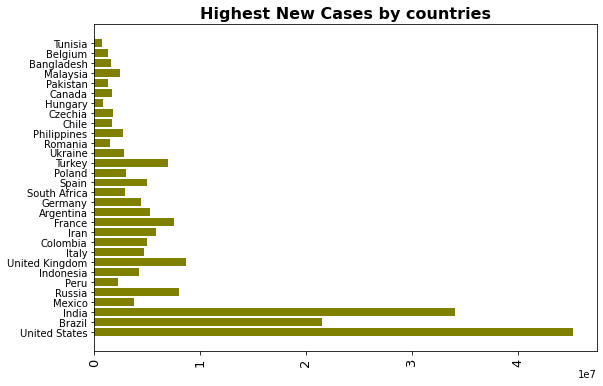 Highest New Cases by countries
Tunisia
Belgium
Bangladesh
Malaysia
Pakistan
Canada
Hungary
Czechia
Chile
Philippines
Romania
Ukraine
Turkey
Poland
Spain
South Africa
Germany
Argentina
France
Iran
Colombia
Italy
United Kingdom
Indonesia
Peru
Russia
Mexico
India
Brazil
United States
0 1 2 3 4
1e7